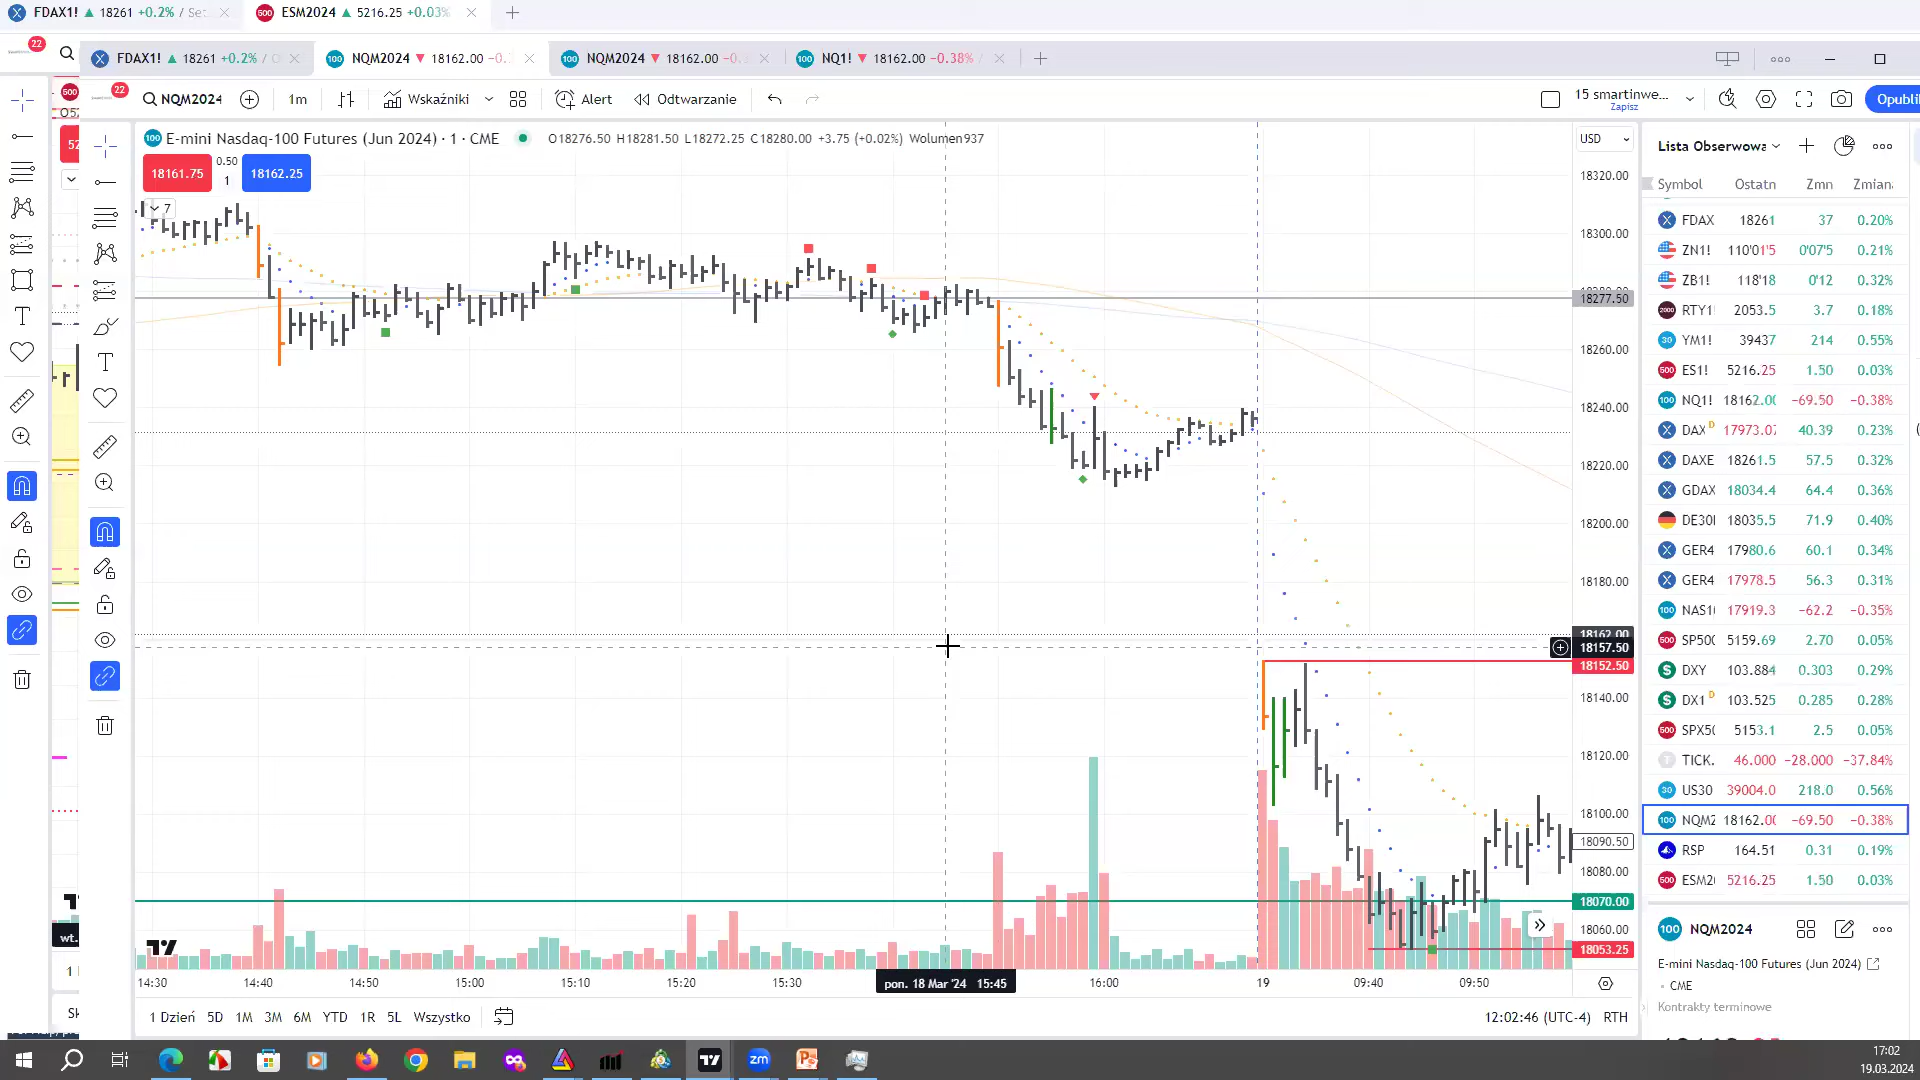 FDAX1! ▲ 18261 +0.2% / Set
ESM2024 ▲ 5216.25 +0.03%
22
FDAX1! ▲ 18261 +0.2% /
NQM2024 ▼ 18162.00
NQM2024 ▼ 18162.00
NQ1! ▼ 18162.00 −0.38%
22
NQM2024
1m
Wskaźniki
Alert
Odtwarzanie
15 smartinwe...
Zapisz
Opublik
E-mini Nasdaq-100 Futures (Jun 2024) · 1 · CME
O18276.50 H18281.50 L18272.25 C18280.00 +3.75 (+0.02%) Wolumen937
18161.75
0.50
1
18162.25
7
USD
18320.00
18300.00
18277.50
18260.00
18240.00
18220.00
18200.00
18180.00
18162.00
18157.50
18152.50
18140.00
18120.00
18100.00
18090.50
18080.00
18070.00
18060.00
18053.25
14:30 14:40 14:50 15:00 15:10 15:20 15:30 pon. 18 Mar '24 15:45 16:00 19 09:40 09:50
wt.
1 Dzień 5D 1M 3M 6M YTD 1R 5L Wszystko
12:02:46 (UTC-4) RTH
Lista Obserwowa
Symbol Ostatn Zmn Zmiana
FDAX 18261 37 0.20%
ZN1! 110'01'5 0'07'5 0.21%
ZB1! 118'18 0'12 0.32%
RTY1! 2053.5 3.7 0.18%
YM1! 39437 214 0.55%
ES1! 5216.25 1.50 0.03%
NQ1! 18162.00 −69.50 −0.38%
DAX D 17973.07 40.39 0.23%
DAXE 18261.5 57.5 0.32%
GDAX 18034.4 64.4 0.36%
DE30 18035.5 71.9 0.40%
GER4 17980.6 60.1 0.34%
GER4 17978.5 56.3 0.31%
NAS1 17919.3 −62.2 −0.35%
SP500 5159.69 2.70 0.05%
DXY 103.884 0.303 0.29%
DX1 D 103.525 0.285 0.28%
SPX50 5153.1 2.5 0.05%
TICK. 46.000 −28.000 −37.84%
US30 39004.0 218.0 0.56%
NQM2 18162.00 −69.50 −0.38%
RSP 164.51 0.31 0.19%
ESM2 5216.25 1.50 0.03%
NQM2024
E-mini Nasdaq-100 Futures (Jun 2024)
CME
Kontrakty terminowe
17:02
19.03.2024